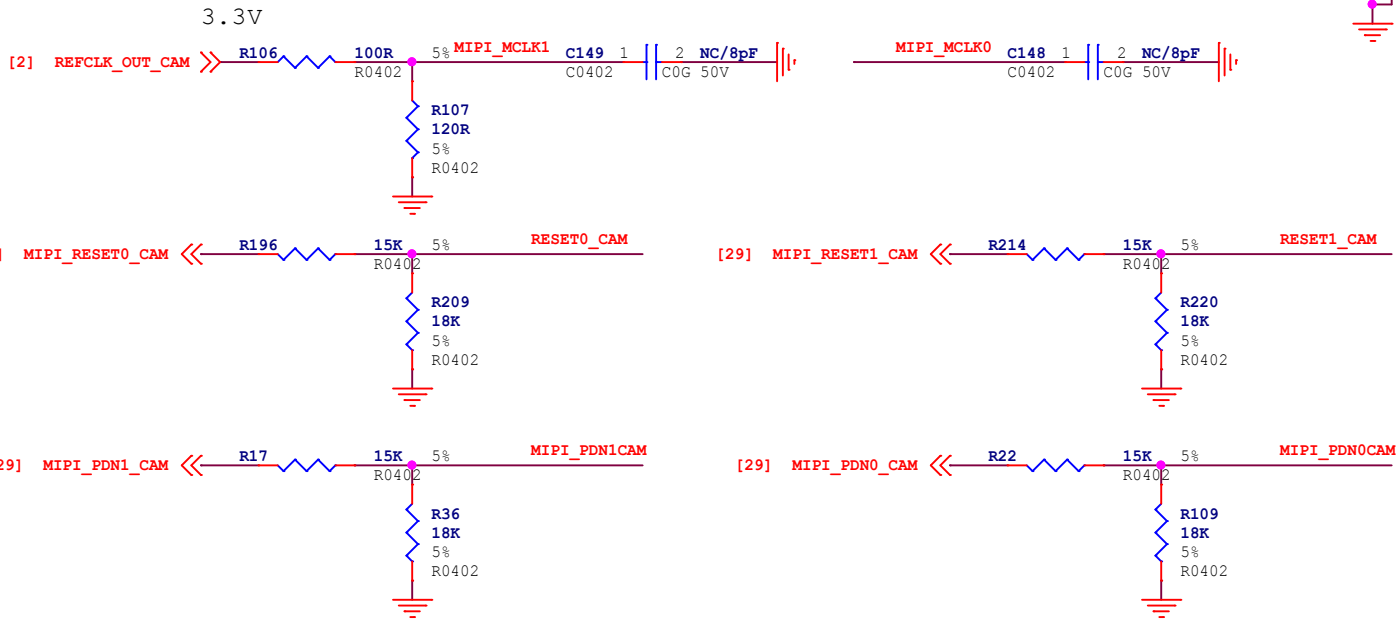 3.3V
[2] REFCLK_OUT_CAM R106 100R 5% MIPI_MCLK1 C149 1 2 NC/8pF
R0402 C0402 C0G 50V
MIPI_MCLK0 C148 1 2 NC/8pF
C0402 C0G 50V
R107
120R
5%
R0402
] MIPI_RESET0_CAM R196 15K 5% RESET0_CAM
R0402
R209
18K
5%
R0402
[29] MIPI_RESET1_CAM R214 15K 5% RESET1_CAM
R0402
R220
18K
5%
R0402
29] MIPI_PDN1_CAM R17 15K 5% MIPI_PDN1CAM
R0402
R36
18K
5%
R0402
[29] MIPI_PDN0_CAM R22 15K 5% MIPI_PDN0CAM
R0402
R109
18K
5%
R0402